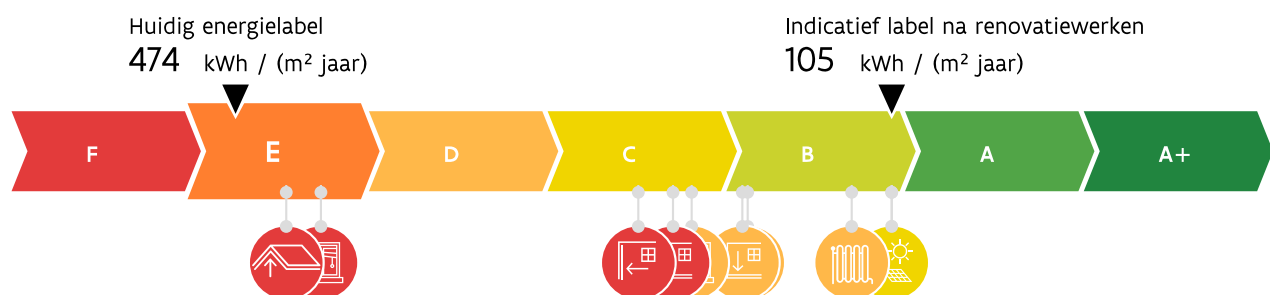 Huidig energielabel
474 kWh / (m² jaar)
Indicatief label na renovatiewerken
105 kWh / (m² jaar)
F E D C B A A+